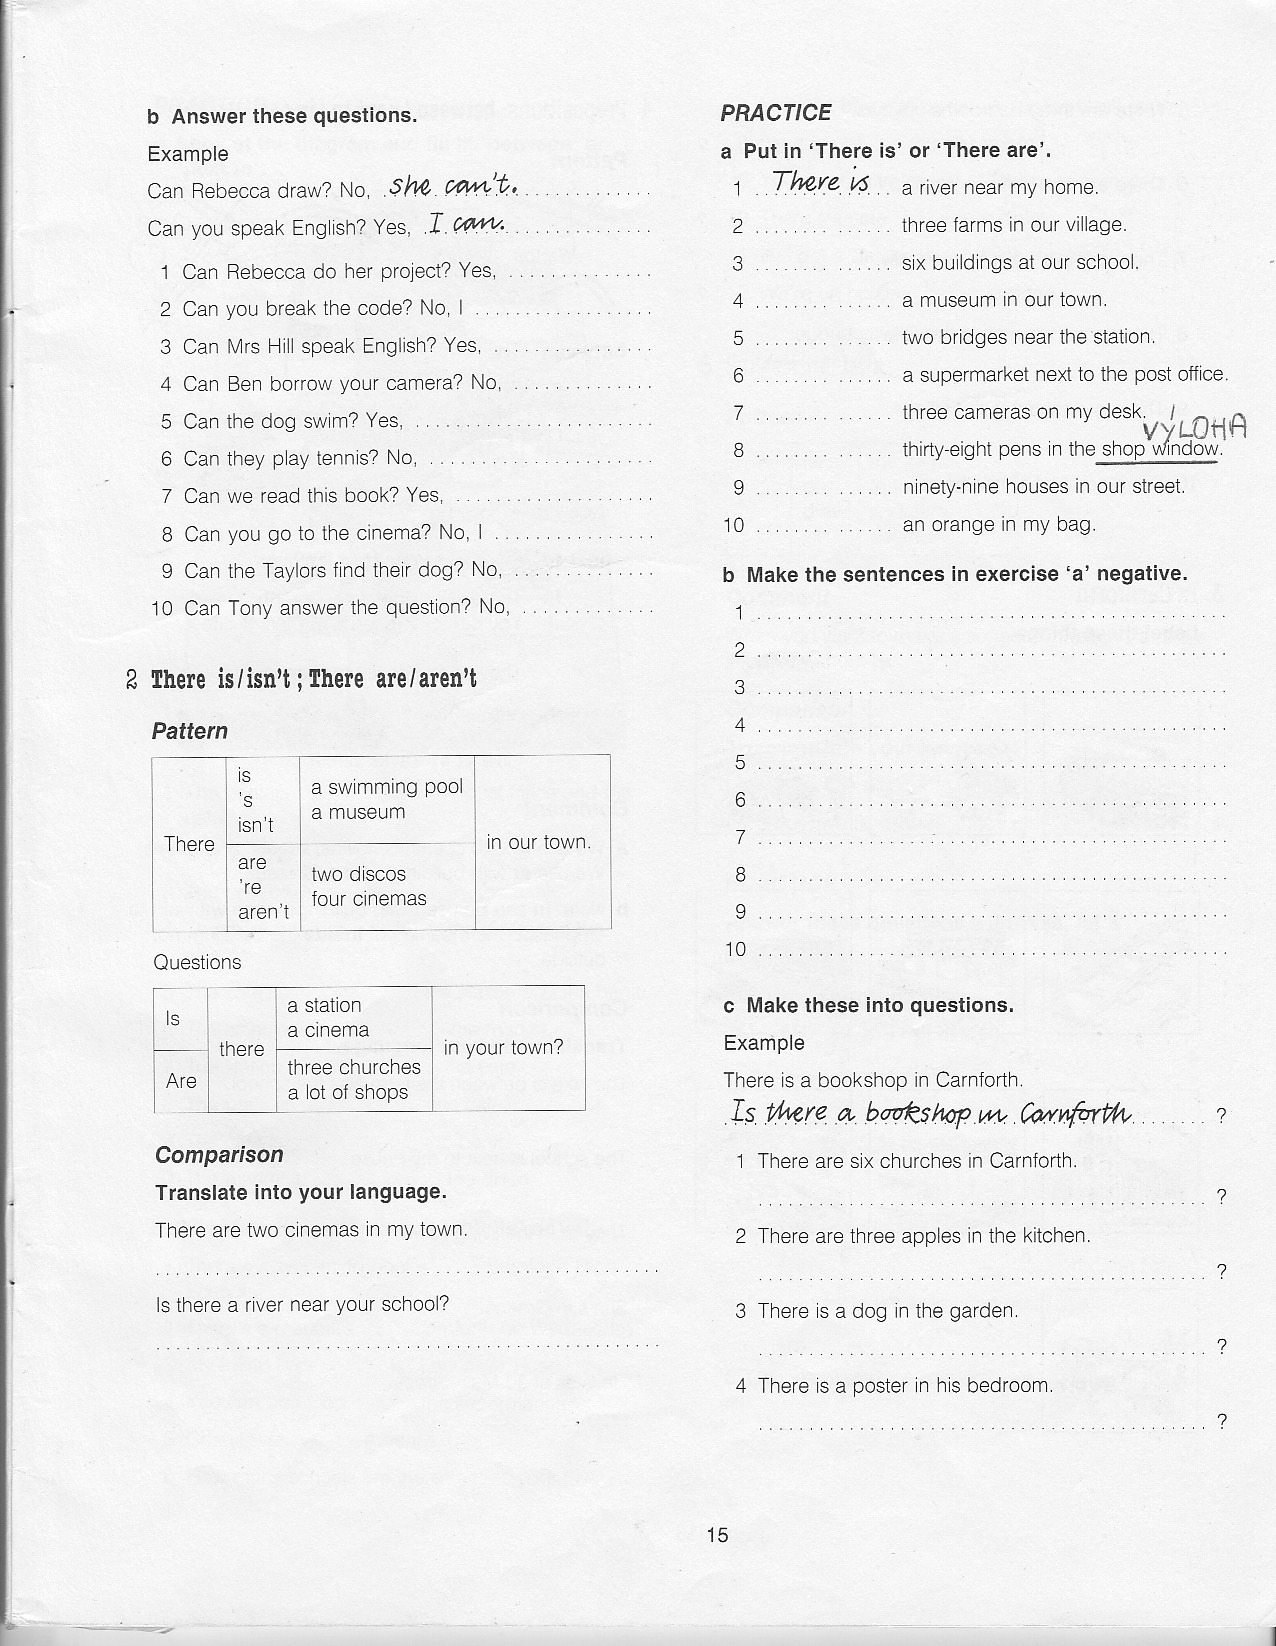 b Answer these questions.
Example
Can Rebecca draw? No, she can't.
Can you speak English? Yes, I can.
1 Can Rebecca do her project? Yes,
2 Can you break the code? No, I
3 Can Mrs Hill speak English? Yes,
4 Can Ben borrow your camera? No,
5 Can the dog swim? Yes,
6 Can they play tennis? No,
7 Can we read this book? Yes,
8 Can you go to the cinema? No, I
9 Can the Taylors find their dog? No,
10 Can Tony answer the question? No,
2 There is/isn't; There are/aren't
Pattern
There
is
's
isn't
a swimming pool
a museum
are
're
aren't
two discos
four cinemas
in our town.
Questions
Is
Are
there
a station
a cinema
three churches
a lot of shops
in your town?
Comparison
Translate into your language.
There are two cinemas in my town.
Is there a river near your school?
PRACTICE
a Put in 'There is' or 'There are'.
1 There is a river near my home.
2 three farms in our village.
3 six buildings at our school.
4 a museum in our town.
5 two bridges near the station.
6 a supermarket next to the post office.
7 three cameras on my desk.
VÝLOHA
8 thirty-eight pens in the shop window.
9 ninety-nine houses in our street.
10 an orange in my bag.
b Make the sentences in exercise 'a' negative.
1
2
3
4
5
6
7
8
9
10
c Make these into questions.
Example
There is a bookshop in Carnforth.
Is there a bookshop in Carnforth ?
1 There are six churches in Carnforth.
?
2 There are three apples in the kitchen.
?
3 There is a dog in the garden.
?
4 There is a poster in his bedroom.
?
15